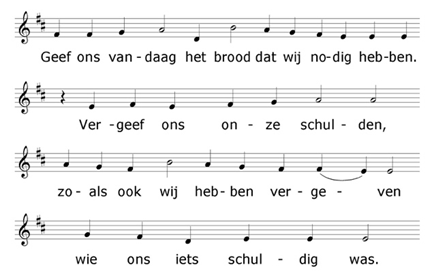 Geef ons van - daag het brood dat wij no - dig heb - ben.
Ver - geef ons on - ze schul - den,
zo - als ook wij heb - ben ver - ge - ven
wie ons iets schul - dig was.